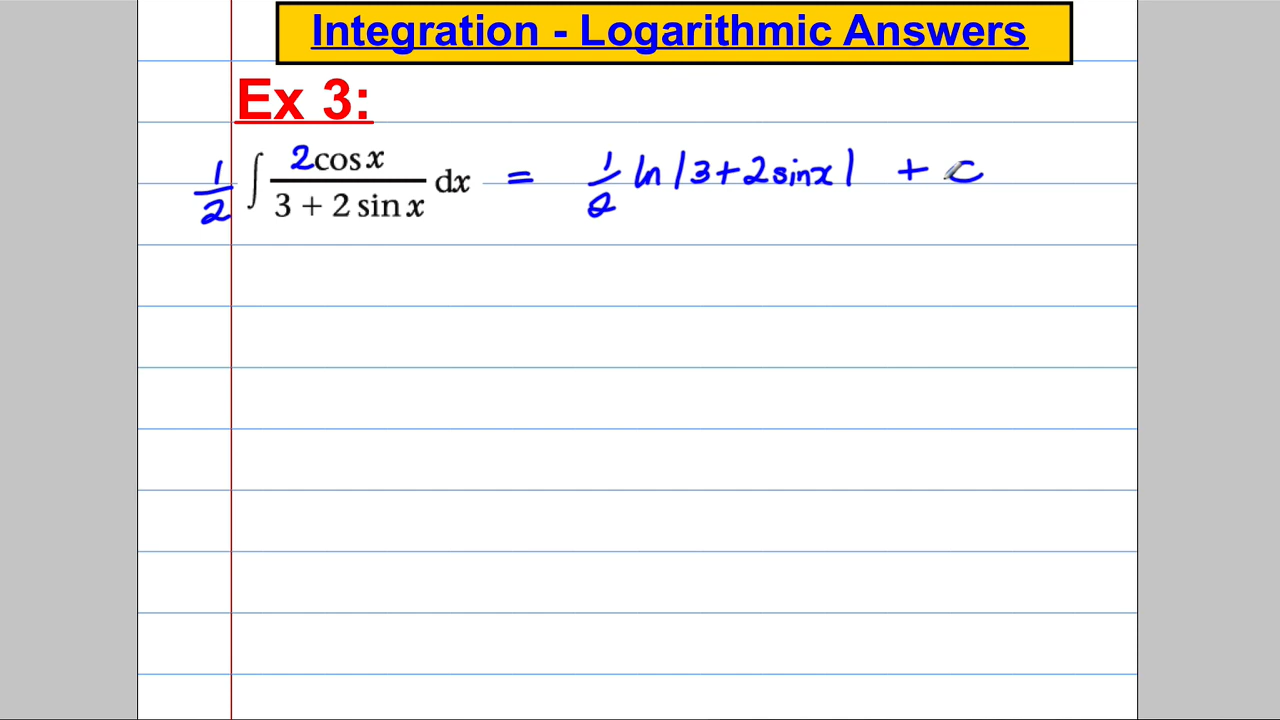 Integration - Logarithmic Answers
Ex 3:
1/2 ∫ 2cos x / 3 + 2 sin x dx = 1/2 ln|3+2sinx| + c